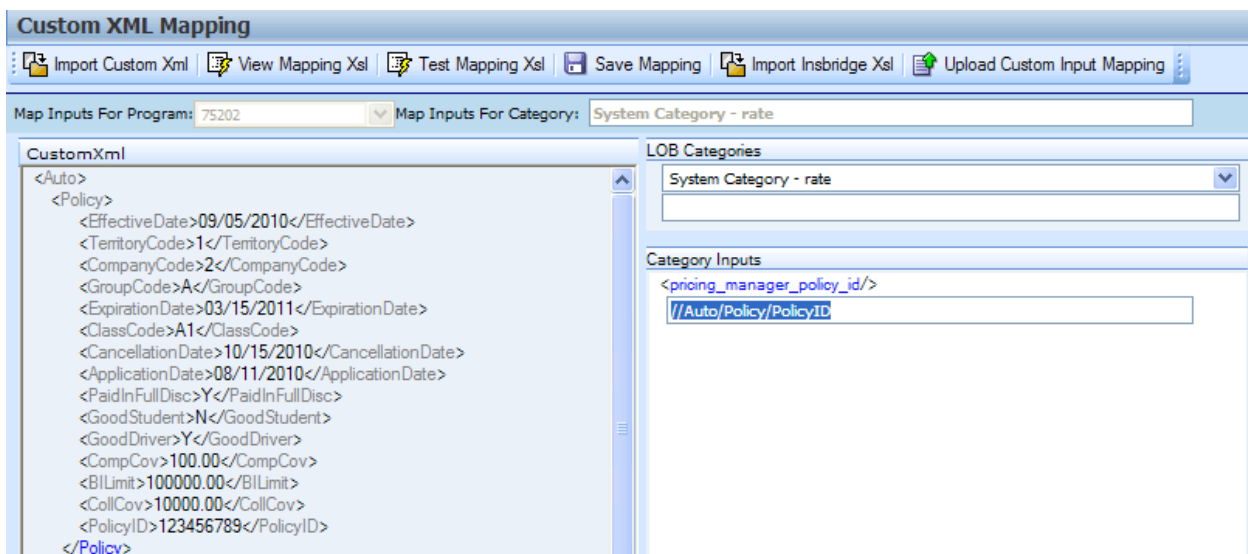 Custom XML Mapping
Import Custom Xml View Mapping Xsl Test Mapping Xsl Save Mapping Import Insbridge Xsl Upload Custom Input Mapping
Map Inputs For Program: 75202 Map Inputs For Category: System Category - rate
CustomXml
<Auto>
<Policy>
<EffectiveDate>09/05/2010</EffectiveDate>
<TerritoryCode>1</TerritoryCode>
<CompanyCode>2</CompanyCode>
<GroupCode>A</GroupCode>
<ExpirationDate>03/15/2011</ExpirationDate>
<ClassCode>A1</ClassCode>
<CancellationDate>10/15/2010</CancellationDate>
<ApplicationDate>08/11/2010</ApplicationDate>
<PaidInFullDisc>Y</PaidInFullDisc>
<GoodStudent>N</GoodStudent>
<GoodDriver>Y</GoodDriver>
<CompCov>100.00</CompCov>
<BILimit>100000.00</BILimit>
<CollCov>10000.00</CollCov>
<PolicyID>123456789</PolicyID>
</Policy>
LOB Categories
System Category - rate
Category Inputs
<pricing_manager_policy_id/>
//Auto/Policy/PolicyID